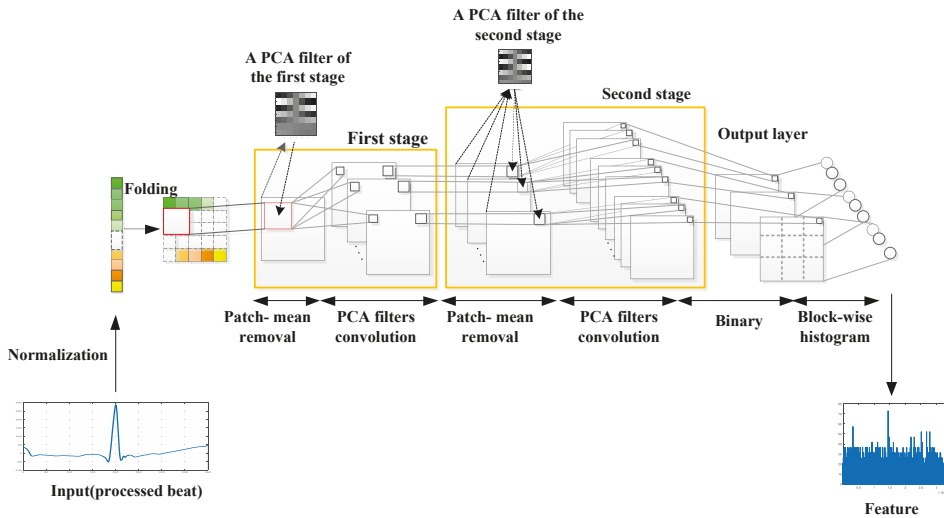 A PCA filter of the
second stage
A PCA filter of
the first stage
Second stage
First stage
Output layer
Folding
Patch- mean
removal
PCA filters
convolution
Patch- mean
removal
PCA filters
convolution
Binary
Block-wise
histogram
Normalization
Input(processed beat)
Feature